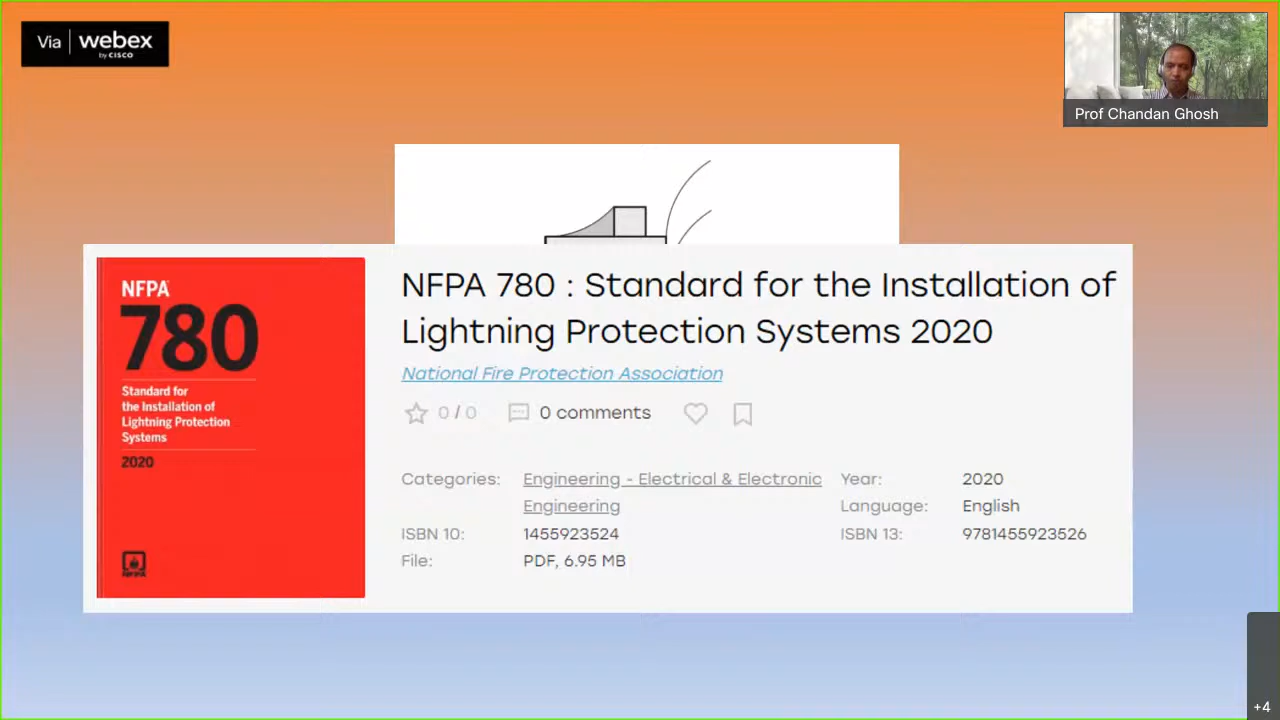 Via | webex
by CISCO
Prof Chandan Ghosh
NFPA
780
Standard for
the Installation of
Lightning Protection
Systems
2020
NFPA
NFPA 780 : Standard for the Installation of
Lightning Protection Systems 2020
National Fire Protection Association
0 / 0 0 comments
Categories: Engineering - Electrical & Electronic Year: 2020
Engineering Language: English
ISBN 10: 1455923524 ISBN 13: 9781455923526
File: PDF, 6.95 MB
+4